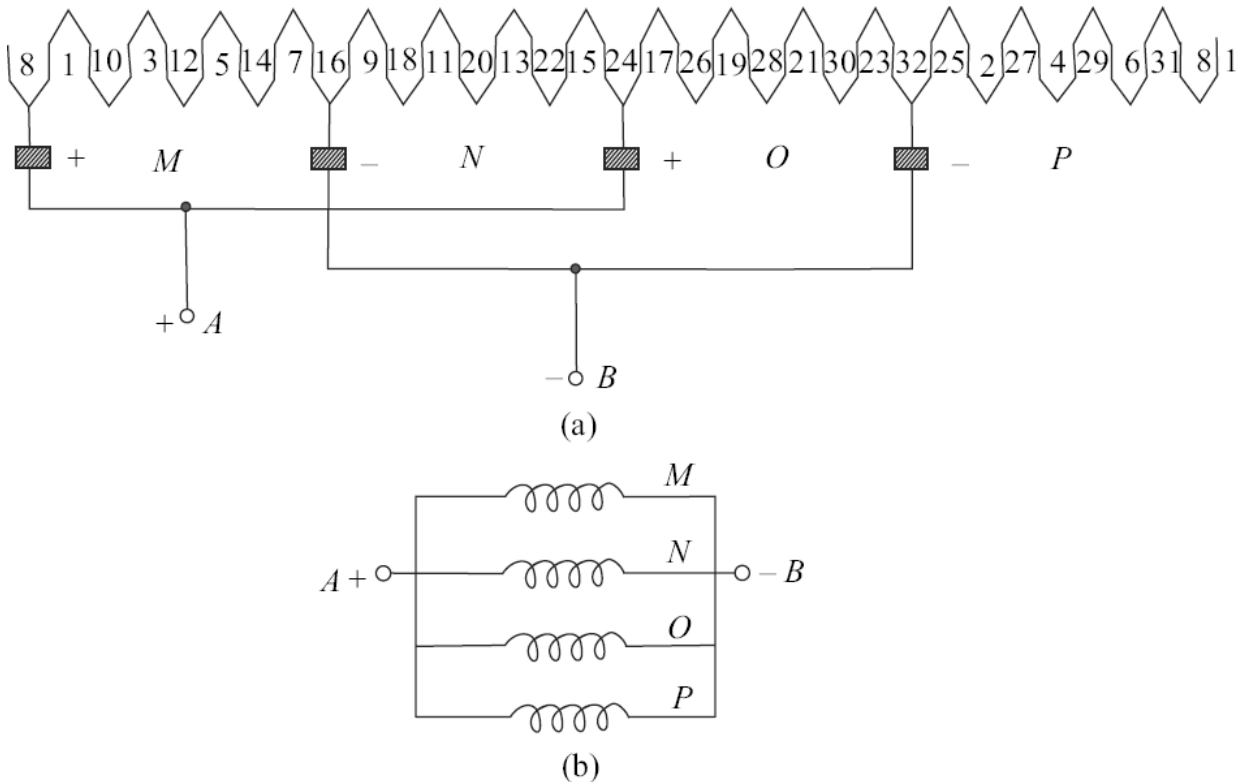 8 1 10 3 12 5 14 7 16 9 18 11 20 13 22 15 24 17 26 19 28 21 30 23 32 25 2 27 4 29 6 31 8 1
+ M – N + O – P
+ A
– B
(a)
M
N
A + – B
O
P
(b)